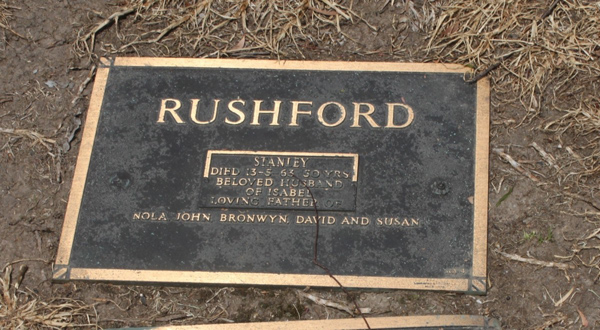 RUSHFORD
STANLEY
DIED 13-5-63 50 YRS
BELOVED HUSBAND
OF ISABEL
LOVING FATHER OF
NOLA, JOHN, BRONWYN, DAVID AND SUSAN